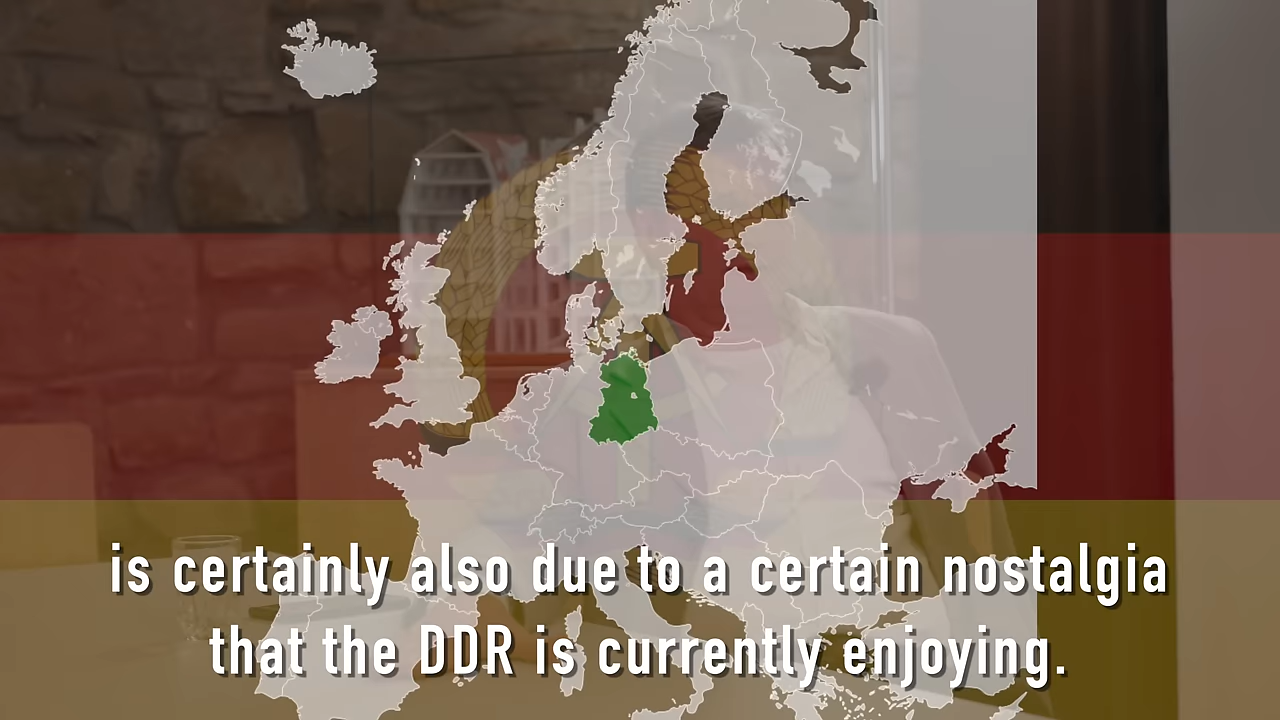 is certainly also due to a certain nostalgia
that the DDR is currently enjoying.